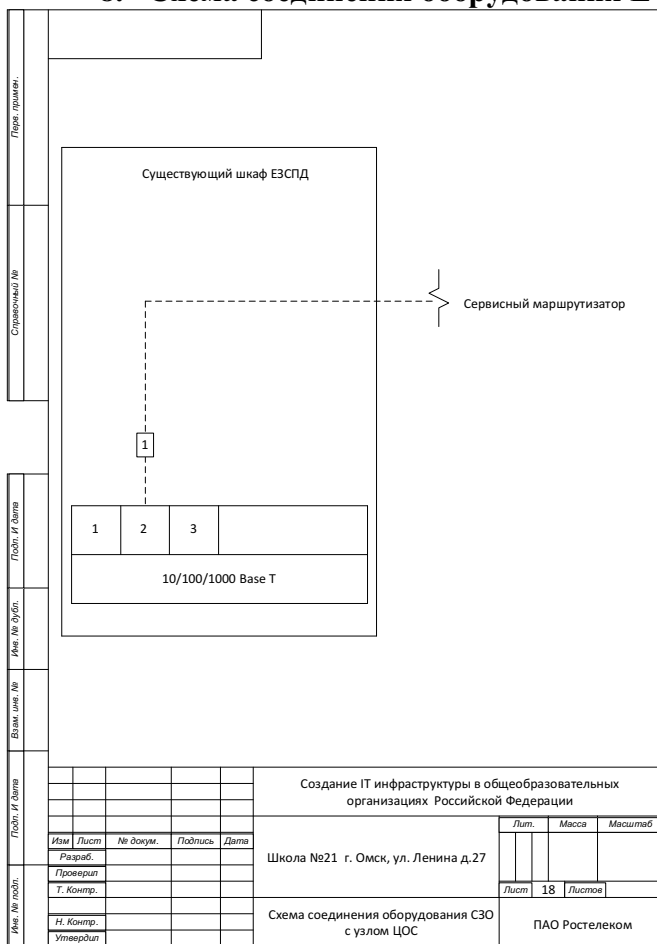 Схема соединения оборудования
Перв. примен.
Справочный №
Подп. И дата
Инв. № дубл.
Взам. инв. №
Подп. И дата
Инв. № подл.
Существующий шкаф ЕЗСПД
Сервисный маршрутизатор
1
1 2 3
10/100/1000 Base T
Создание IT инфраструктуры в общеобразовательных
организациях Российской Федерации
Изм Лист № докум. Подпись Дата
Разраб.
Проверил
Т. Контр.
Н. Контр.
Утвердил
Школа №21 г. Омск, ул. Ленина д.27
Лит. Масса Масштаб
Лист 18 Листов
Схема соединения оборудования СЗО
с узлом ЦОС
ПАО Ростелеком